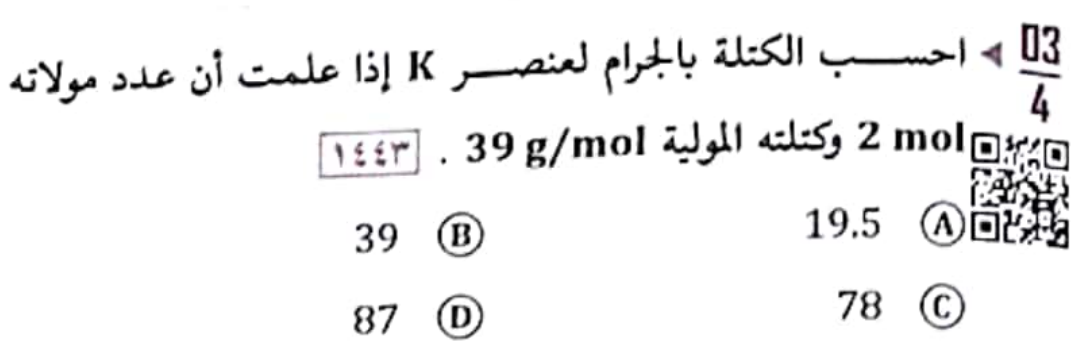 03/4 ◄ احسب الكتلة بالجرام لعنصر K إذا علمت أن عدد مولاته
2 mol وكتلته المولية 39 g/mol . ١٤٤٣
19.5 Ⓐ 39 Ⓑ
78 Ⓒ 87 Ⓓ